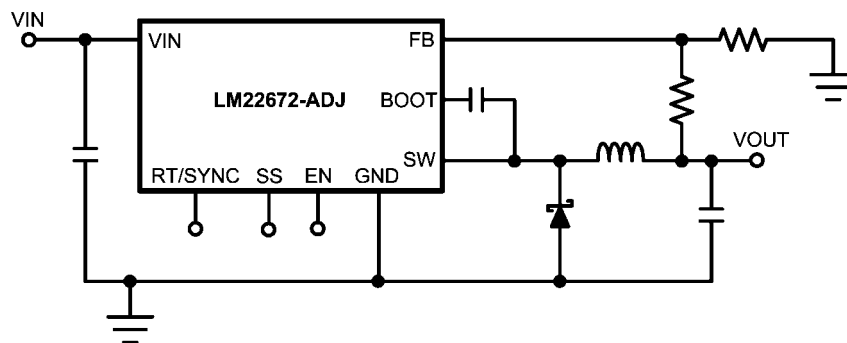 VIN
VIN
FB
LM22672-ADJ
BOOT
SW
VOUT
RT/SYNC SS EN GND